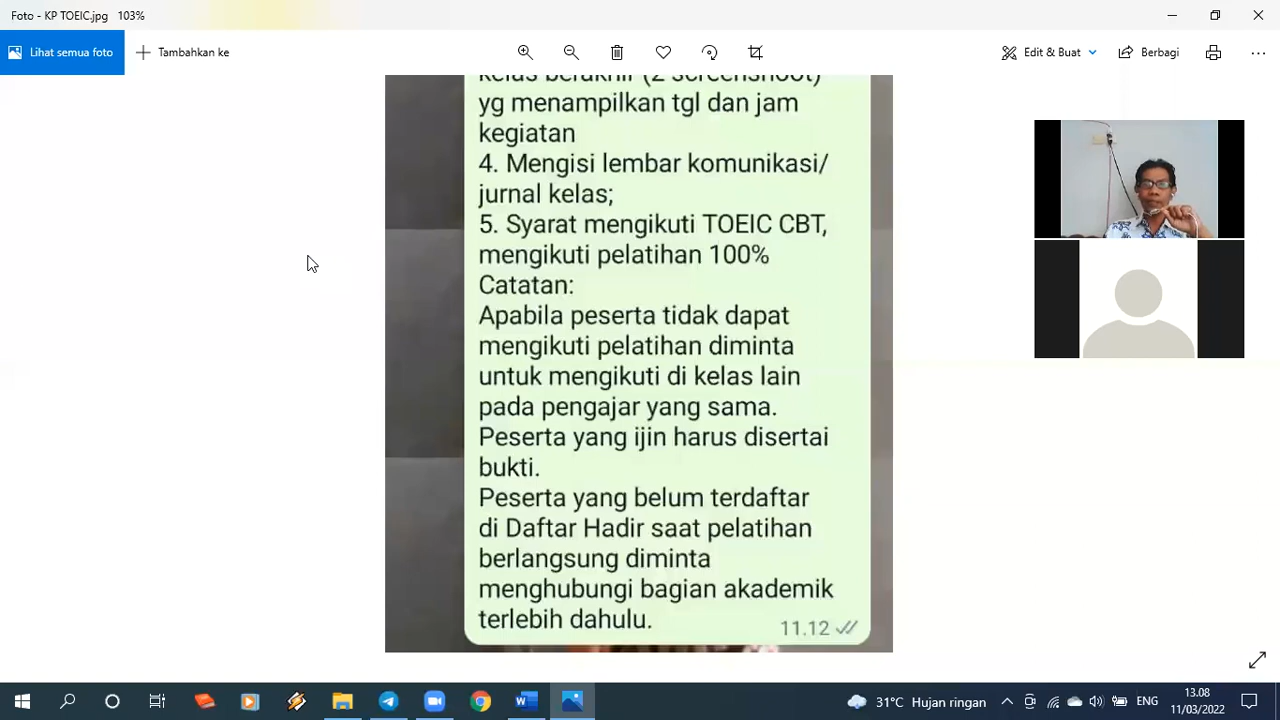 Foto - KP TOEIC.jpg 103%
Lihat semua foto
Tambahkan ke
Edit & Buat
Berbagi
kelas berakhir (2 screenshoot)
yg menampilkan tgl dan jam
kegiatan
4. Mengisi lembar komunikasi/
jurnal kelas;
5. Syarat mengikuti TOEIC CBT,
mengikuti pelatihan 100%
Catatan:
Apabila peserta tidak dapat
mengikuti pelatihan diminta
untuk mengikuti di kelas lain
pada pengajar yang sama.
Peserta yang ijin harus disertai
bukti.
Peserta yang belum terdaftar
di Daftar Hadir saat pelatihan
berlangsung diminta
menghubungi bagian akademik
terlebih dahulu.
11.12
31°C Hujan ringan
ENG
13.08
11/03/2022